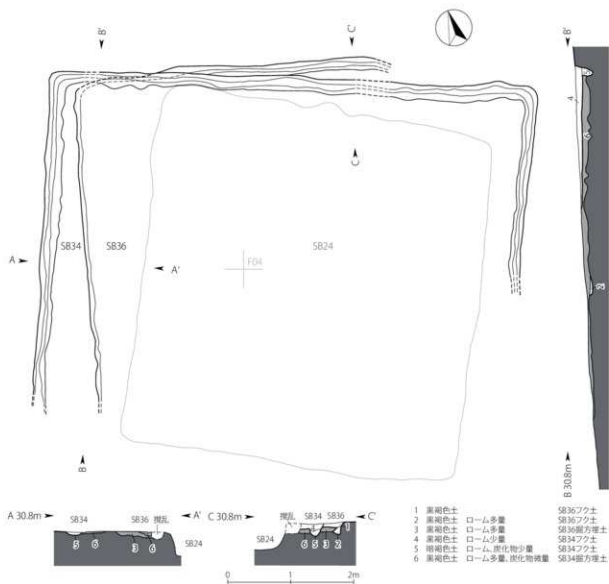 B'
C'
B'
4
C
A
SB34
SB36
A'
SB24
F04
B
B 30.8m
A 30.8m
SB34
SB36
撹乱
A'
SB24
5
6
3
6
C 30.8m
撹乱
SB34
SB36
C'
SB24
6
5
3
2
0
1
2m
1 黒褐色土 SB36フク土
2 黒褐色土 ローム多量 SB36フク土
3 黒褐色土 ローム多量 SB36掘方埋土
4 黒褐色土 ローム少量 SB34フク土
5 暗褐色土 ローム,炭化物少量 SB34フク土
6 黒褐色土 ローム多量,炭化物微量 SB34掘方埋土